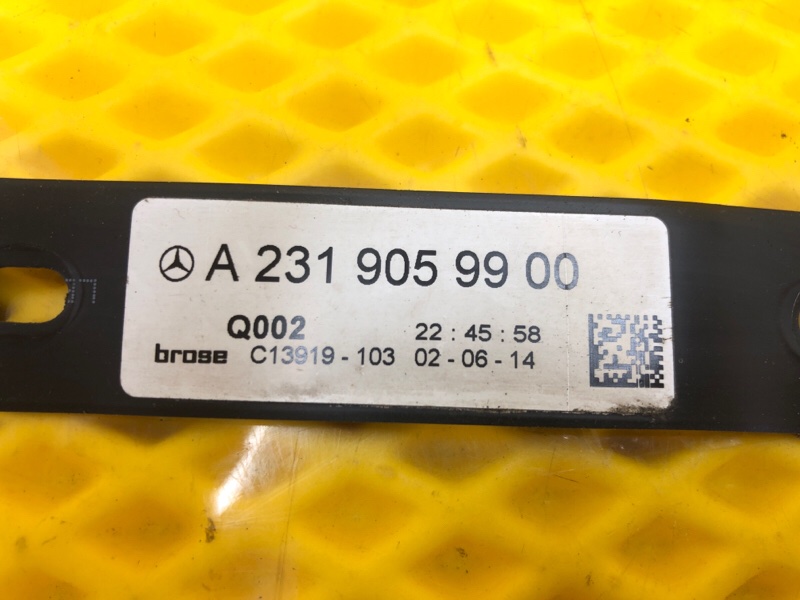 A 231 905 99 00
Q002 22 : 45 : 58
brose C13919 - 103 02 - 06 - 14